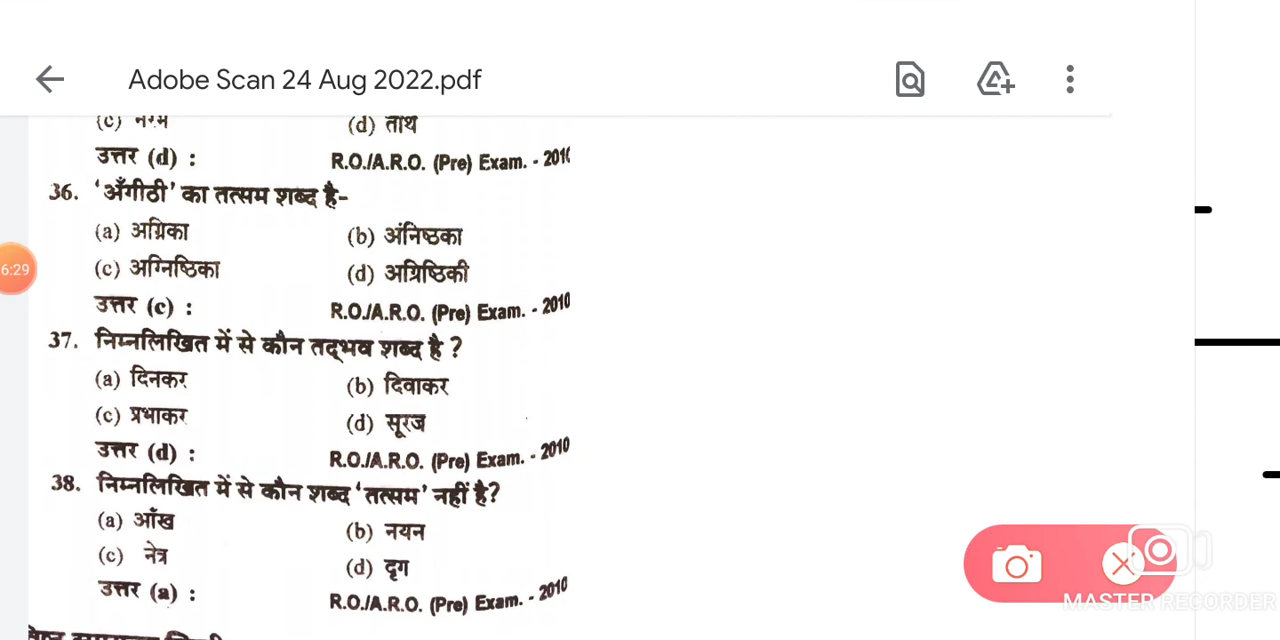 Adobe Scan 24 Aug 2022.pdf
(c) नरम (d) तीर्थ
उत्तर (d) : R.O./A.R.O. (Pre) Exam. - 2010
36. ‘अँगीठी’ का तत्सम शब्द है-
(a) अग्रिका (b) अंनिष्ठका
(c) अग्निष्ठिका (d) अग्रिष्ठिकी
6:29
उत्तर (c) : R.O./A.R.O. (Pre) Exam. - 2010
37. निम्नलिखित में से कौन तद्भव शब्द है ?
(a) दिनकर (b) दिवाकर
(c) प्रभाकर (d) सूरज
उत्तर (d) : R.O./A.R.O. (Pre) Exam. - 2010
38. निम्नलिखित में से कौन शब्द ‘तत्सम’ नहीं है?
(a) आँख (b) नयन
(c) नेत्र (d) दृग
उत्तर (a) : R.O./A.R.O. (Pre) Exam. - 2010
MASTER RECORDER